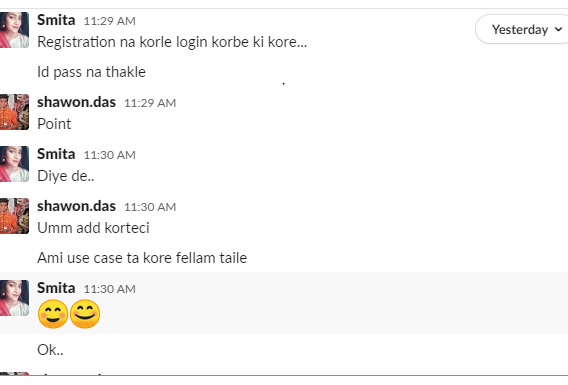 Smita 11:29 AM
Yesterday
Registration na korle login korbe ki kore...
Id pass na thakle
shawon.das 11:29 AM
Point
Smita 11:30 AM
Diye de..
shawon.das 11:30 AM
Umm add korteci
Ami use case ta kore fellam taile
Smita 11:30 AM
😊😊
Ok..